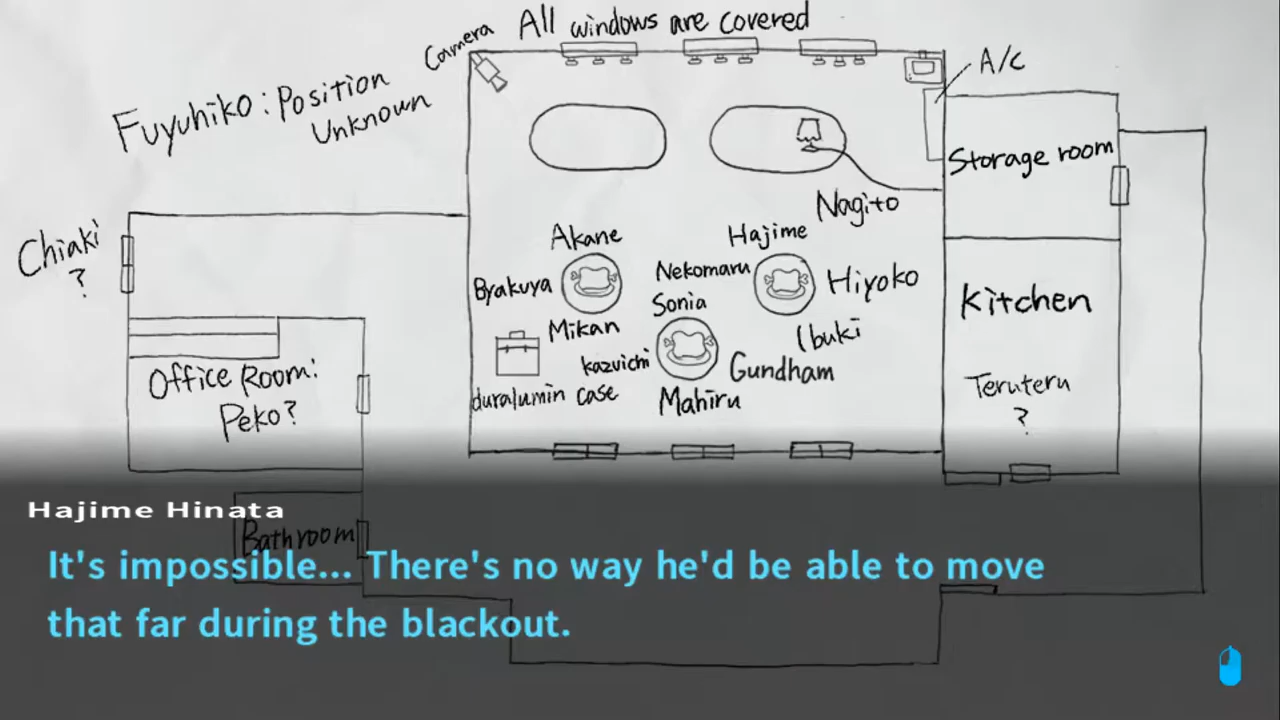 All windows are covered
Camera
A/c
Fuyuhiko : Position
Unknown
Storage room
Nagito
Chiaki
?
Akane
Hajime
Byakuya
Nekomaru
Hiyoko
Kitchen
Sonia
Mikan
Ibuki
kazuichi
Gundham
Office Room:
Peko?
duralumin case
Mahiru
Teruteru
?
Hajime Hinata
Bathroom
It's impossible... There's no way he'd be able to move
that far during the blackout.